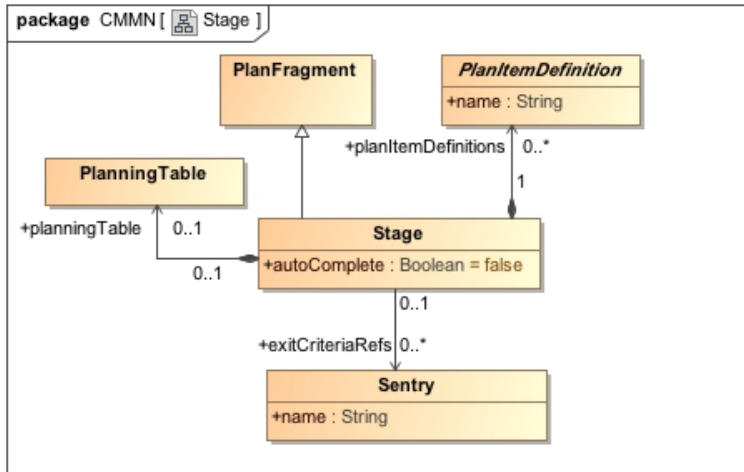 package CMMN [ Stage ]
PlanFragment
PlanItemDefinition
+name : String
+planItemDefinitions 0..*
PlanningTable
1
+planningTable 0..1
Stage
0..1
+autoComplete : Boolean = false
0..1
+exitCriteriaRefs 0..*
Sentry
+name : String